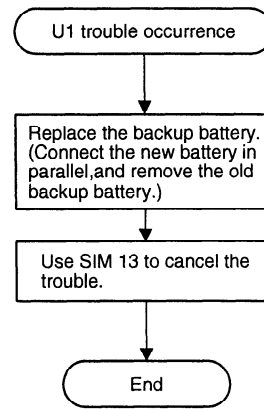 U1 trouble occurrence
Replace the backup battery.
(Connect the new battery in
parallel,and remove the old
backup battery.)
Use SIM 13 to cancel the
trouble.
End